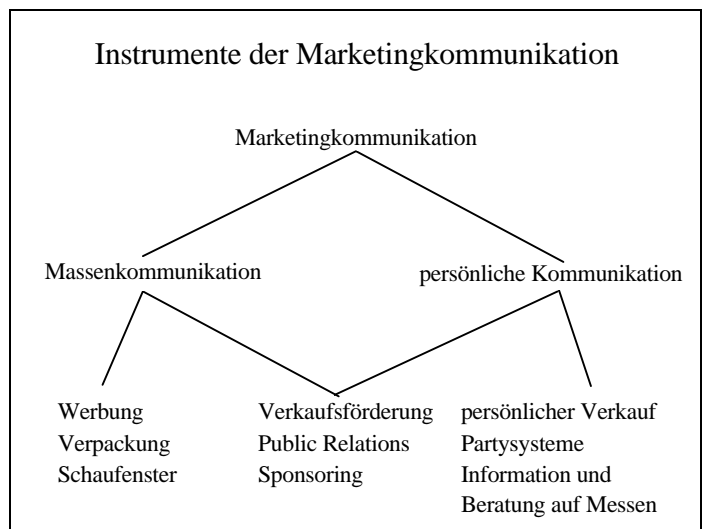 Instrumente der Marketingkommunikation
Marketingkommunikation
Massenkommunikation
persönliche Kommunikation
Werbung
Verpackung
Schaufenster
Verkaufsförderung
Public Relations
Sponsoring
persönlicher Verkauf
Partysysteme
Information und
Beratung auf Messen